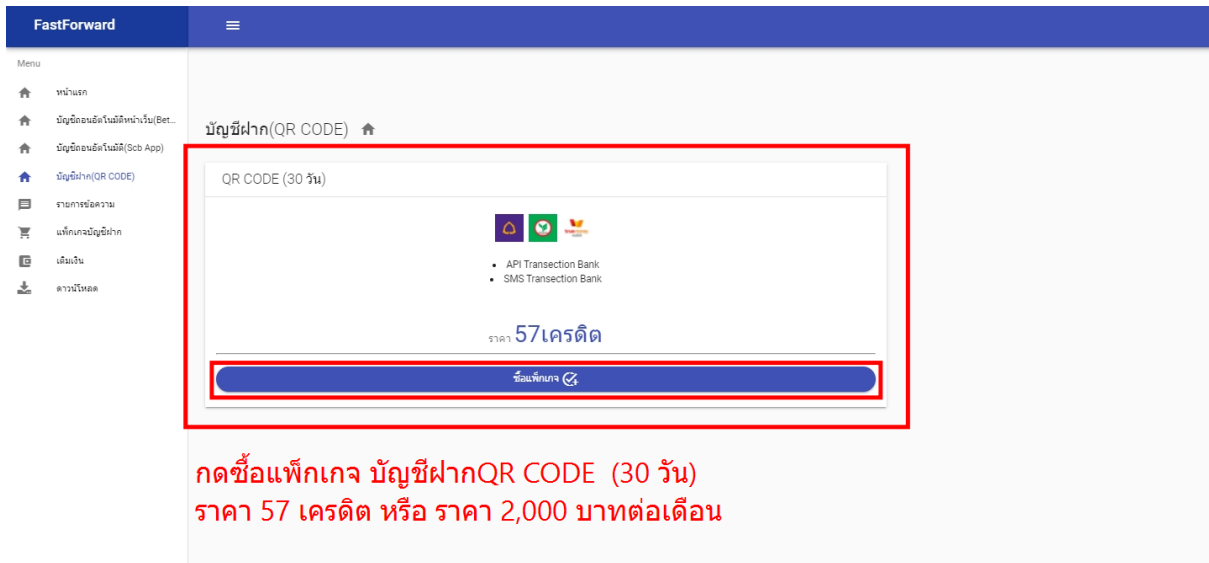 FastForward
Menu
หน้าแรก
บัญชีถอนอัตโนมัติหน้าเว็บ(Bet...
บัญชีถอนอัตโนมัติ(Scb App)
บัญชีฝาก(QR CODE)
รายการข้อความ
แพ็กเกจบัญชีฝาก
เติมเงิน
ดาวน์โหลด
บัญชีฝาก(QR CODE)
QR CODE (30 วัน)
API Transection Bank
SMS Transection Bank
ราคา 57เครดิต
ซื้อแพ็กเกจ
กดซื้อแพ็กเกจ บัญชีฝากQR CODE (30 วัน)
ราคา 57 เครดิต หรือ ราคา 2,000 บาทต่อเดือน